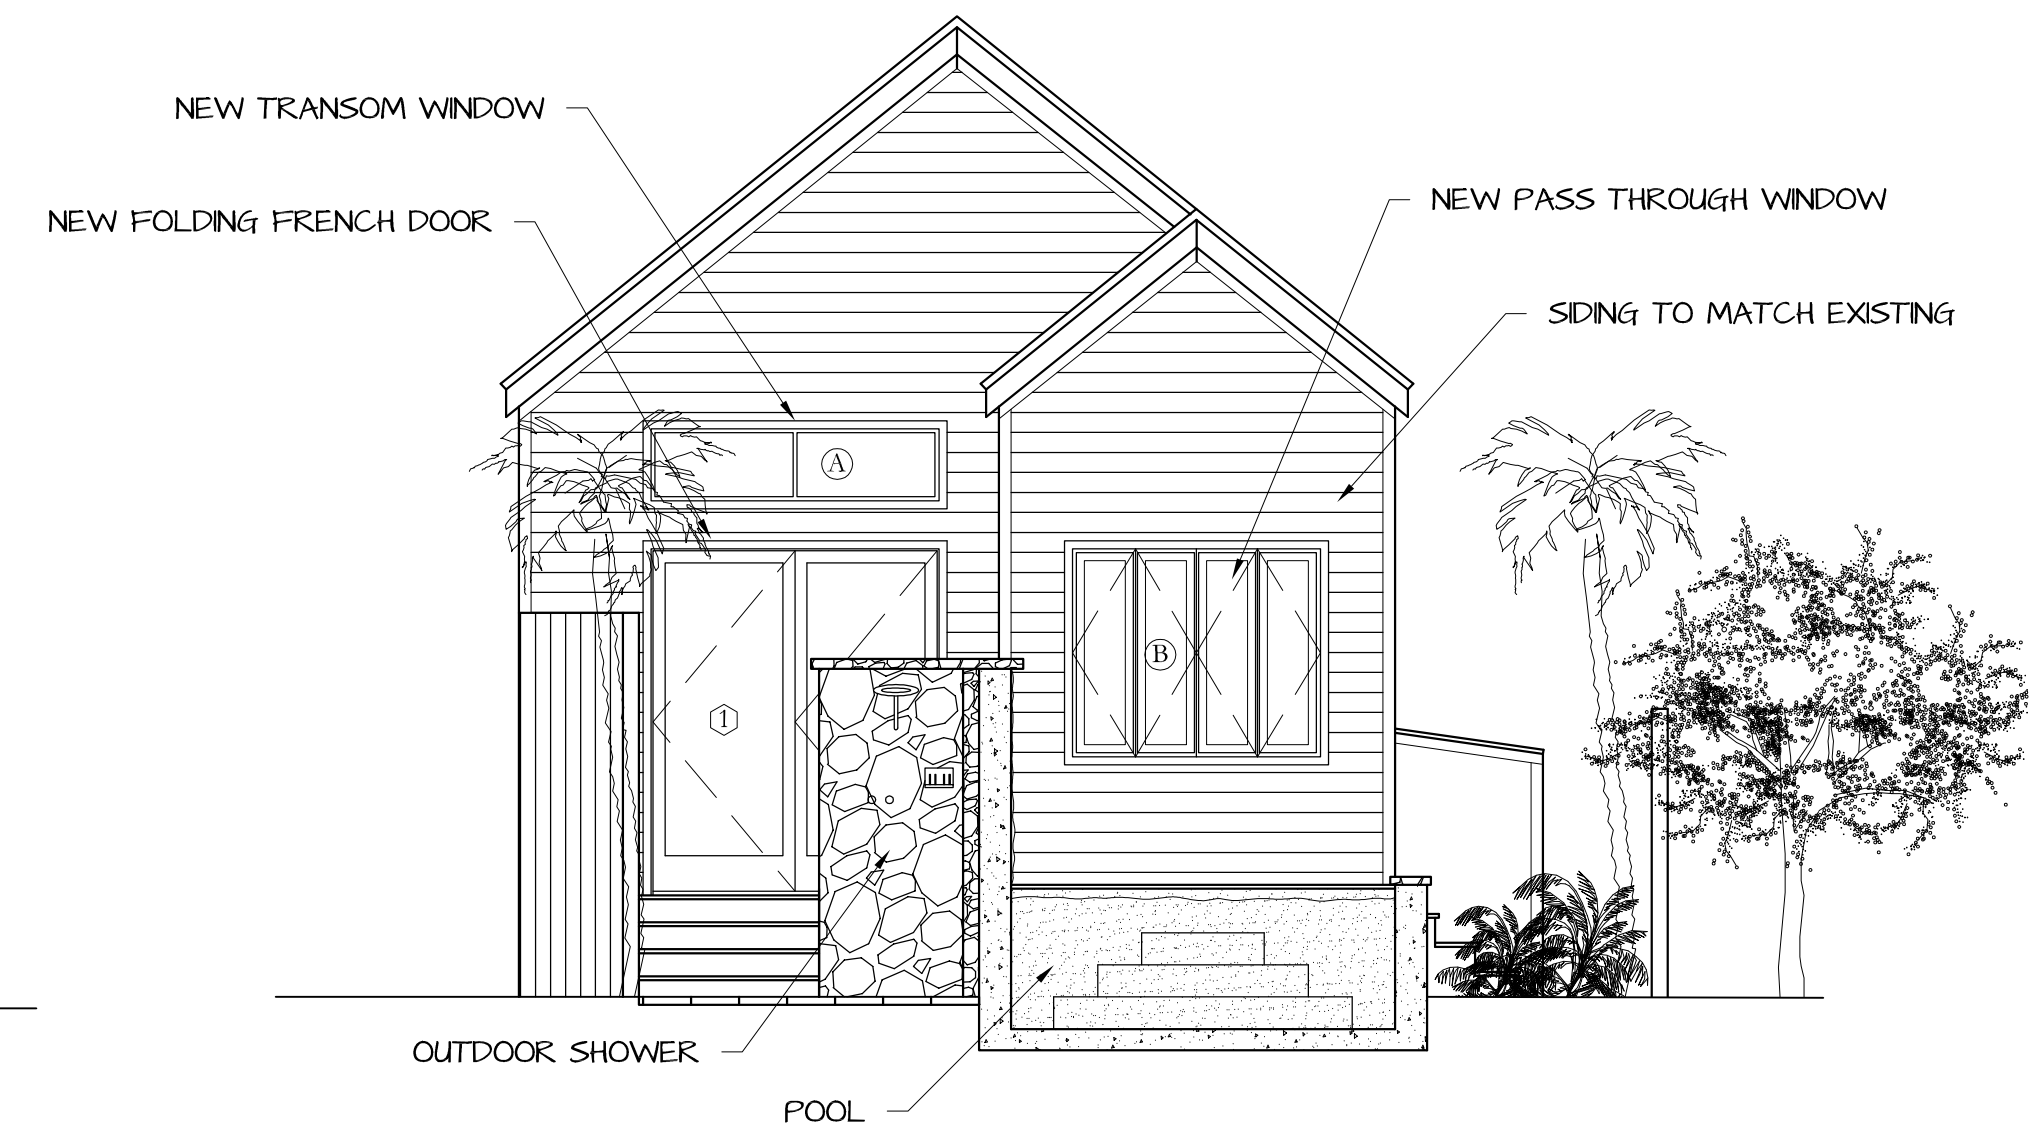 NEW TRANSOM WINDOW
NEW PASS THROUGH WINDOW
NEW FOLDING FRENCH DOOR
SIDING TO MATCH EXISTING
A
B
1
OUTDOOR SHOWER
POOL